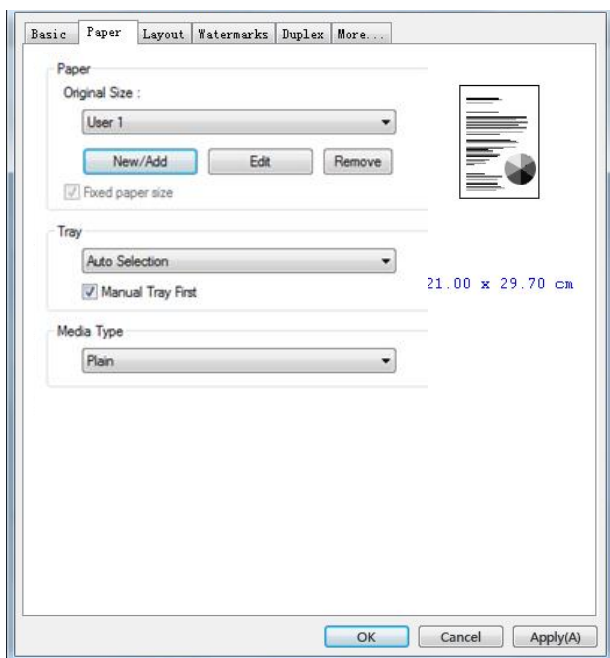 Basic Paper Layout Watermarks Duplex More...
Paper
Original Size :
User 1
New/Add Edit Remove
Fixed paper size
Tray
Auto Selection
Manual Tray First
21.00 x 29.70 cm
Media Type
Plain
OK Cancel Apply(A)